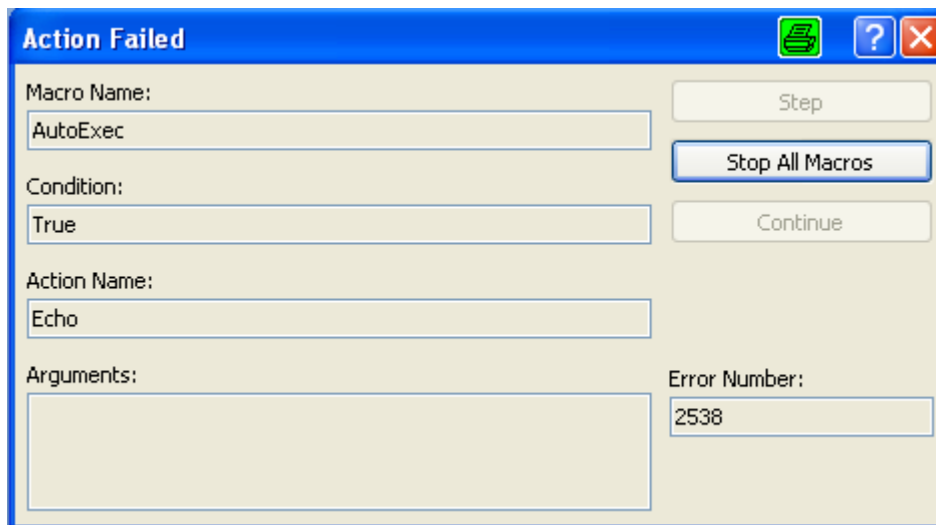 Action Failed
?
Macro Name:
AutoExec
Step
Stop All Macros
Condition:
True
Continue
Action Name:
Echo
Arguments:
Error Number:
2538